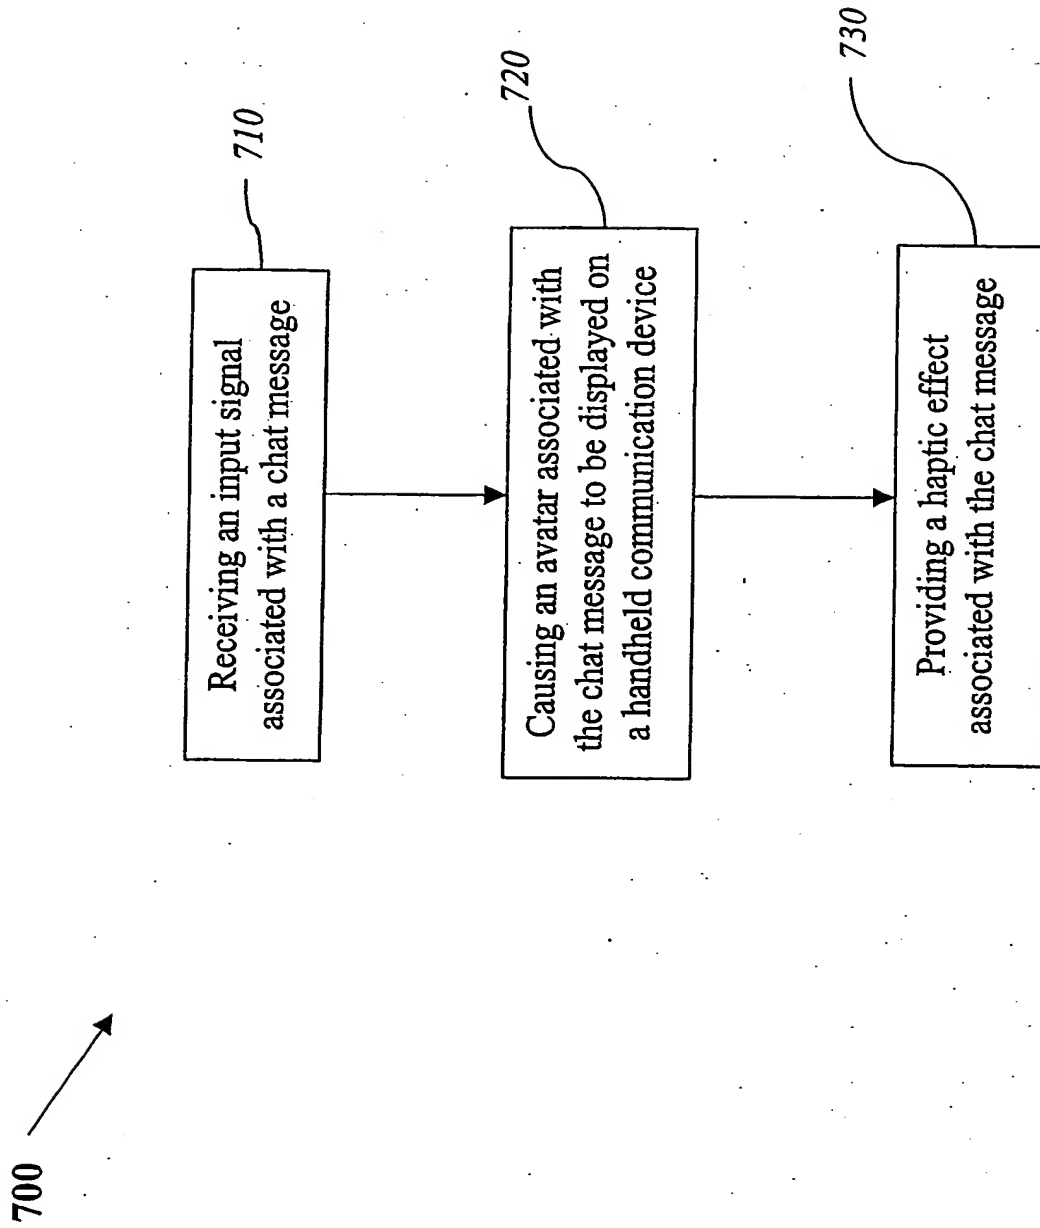 700
Receiving an input signal
associated with a chat message
710
Causing an avatar associated with
the chat message to be displayed on
a handheld communication device
720
Providing a haptic effect
associated with the chat message
730